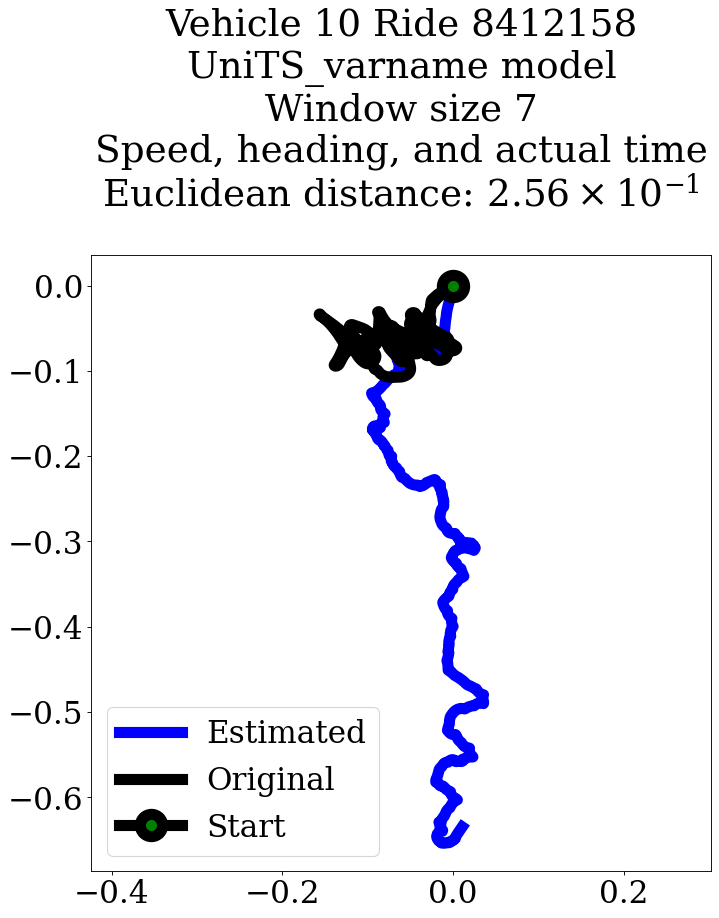 Vehicle 10 Ride 8412158
UniTS_varname model
Window size 7
Speed, heading, and actual time
Euclidean distance: 2.56 × 10⁻¹
0.0
−0.1
−0.2
−0.3
−0.4
−0.5
−0.6
Estimated
Original
Start
−0.4 −0.2 0.0 0.2